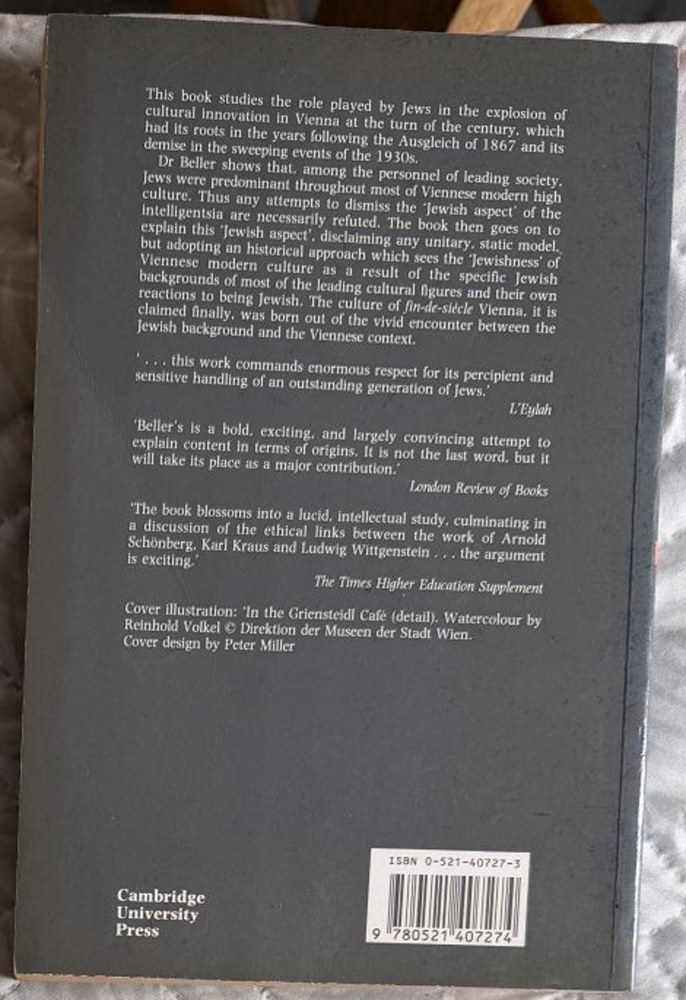 This book studies the role played by Jews in the explosion of
cultural innovation in Vienna at the turn of the century, which
had its roots in the years following the Ausgleich of 1867 and its
demise in the sweeping events of the 1930s.
Dr Beller shows that, among the personnel of leading society,
Jews were predominant throughout most of Viennese modern high
culture. Thus any attempts to dismiss the 'Jewish aspect' of the
intelligentsia are necessarily refuted. The book then goes on to
explain this 'Jewish aspect', disclaiming any unitary, static model,
but adopting an historical approach which sees the 'Jewishness' of
Viennese modern culture as a result of the specific Jewish
backgrounds of most of the leading cultural figures and their own
reactions to being Jewish. The culture of fin-de-siècle Vienna, it is
claimed finally, was born out of the vivid encounter between the
Jewish background and the Viennese context.
' . . . this work commands enormous respect for its percipient and
sensitive handling of an outstanding generation of Jews.'
L'Eylah
'Beller's is a bold, exciting, and largely convincing attempt to
explain content in terms of origins. It is not the last word, but it
will take its place as a major contribution.'
London Review of Books
'The book blossoms into a lucid, intellectual study, culminating in
a discussion of the ethical links between the work of Arnold
Schönberg, Karl Kraus and Ludwig Wittgenstein . . . the argument
is exciting.'
The Times Higher Education Supplement
Cover illustration: 'In the Griensteidl Café (detail). Watercolour by
Reinhold Volkel © Direktion der Museen der Stadt Wien.
Cover design by Peter Miller
ISBN 0-521-40727-3
9 780521 407274
Cambridge
University
Press